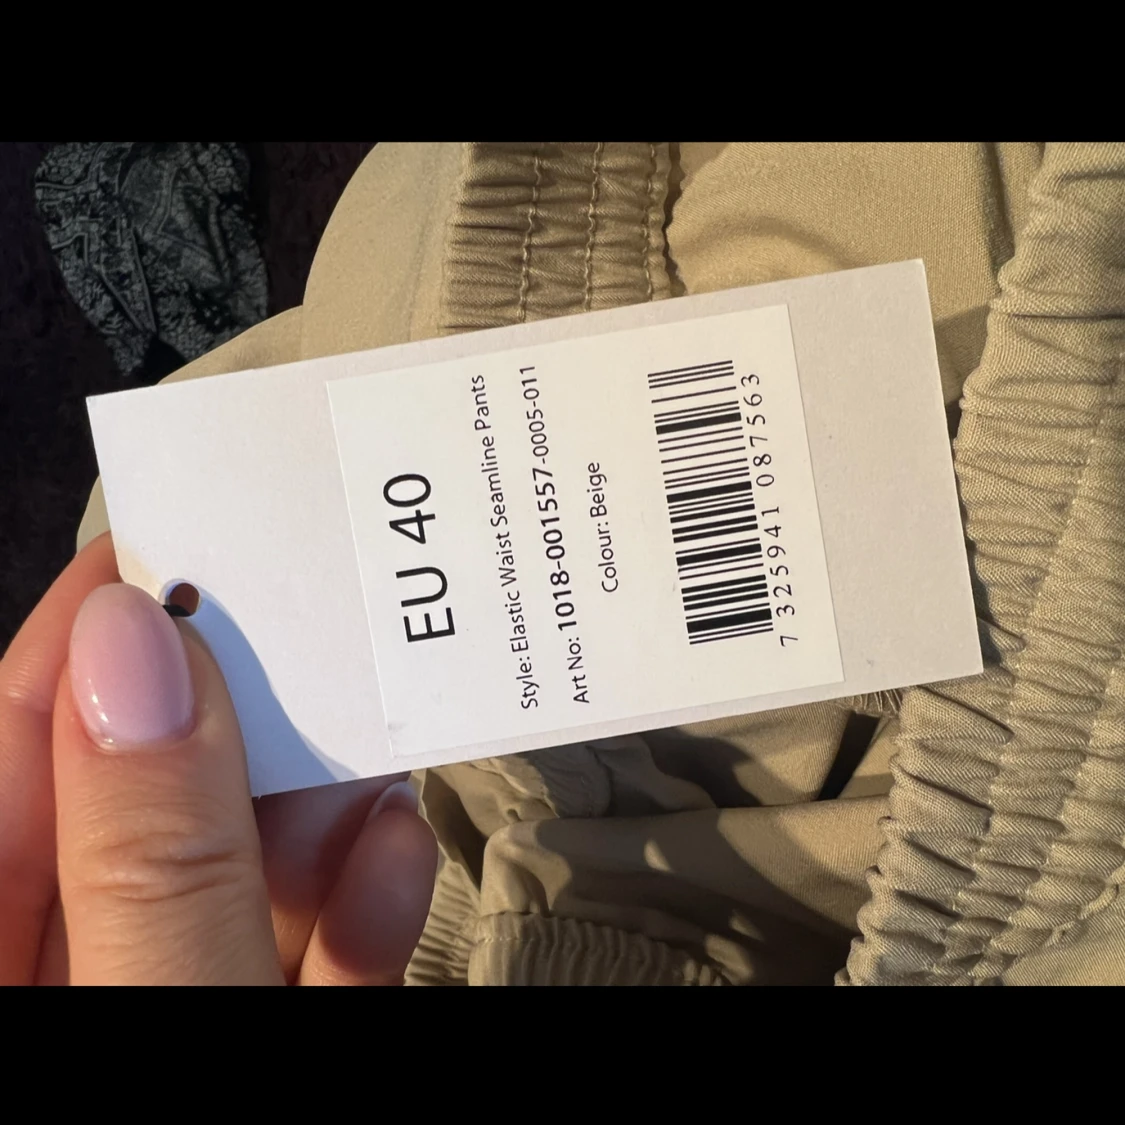 EU 40
Style: Elastic Waist Seamline Pants
Art No: 1018-001557-0005-011
Colour: Beige
7 325941 087563